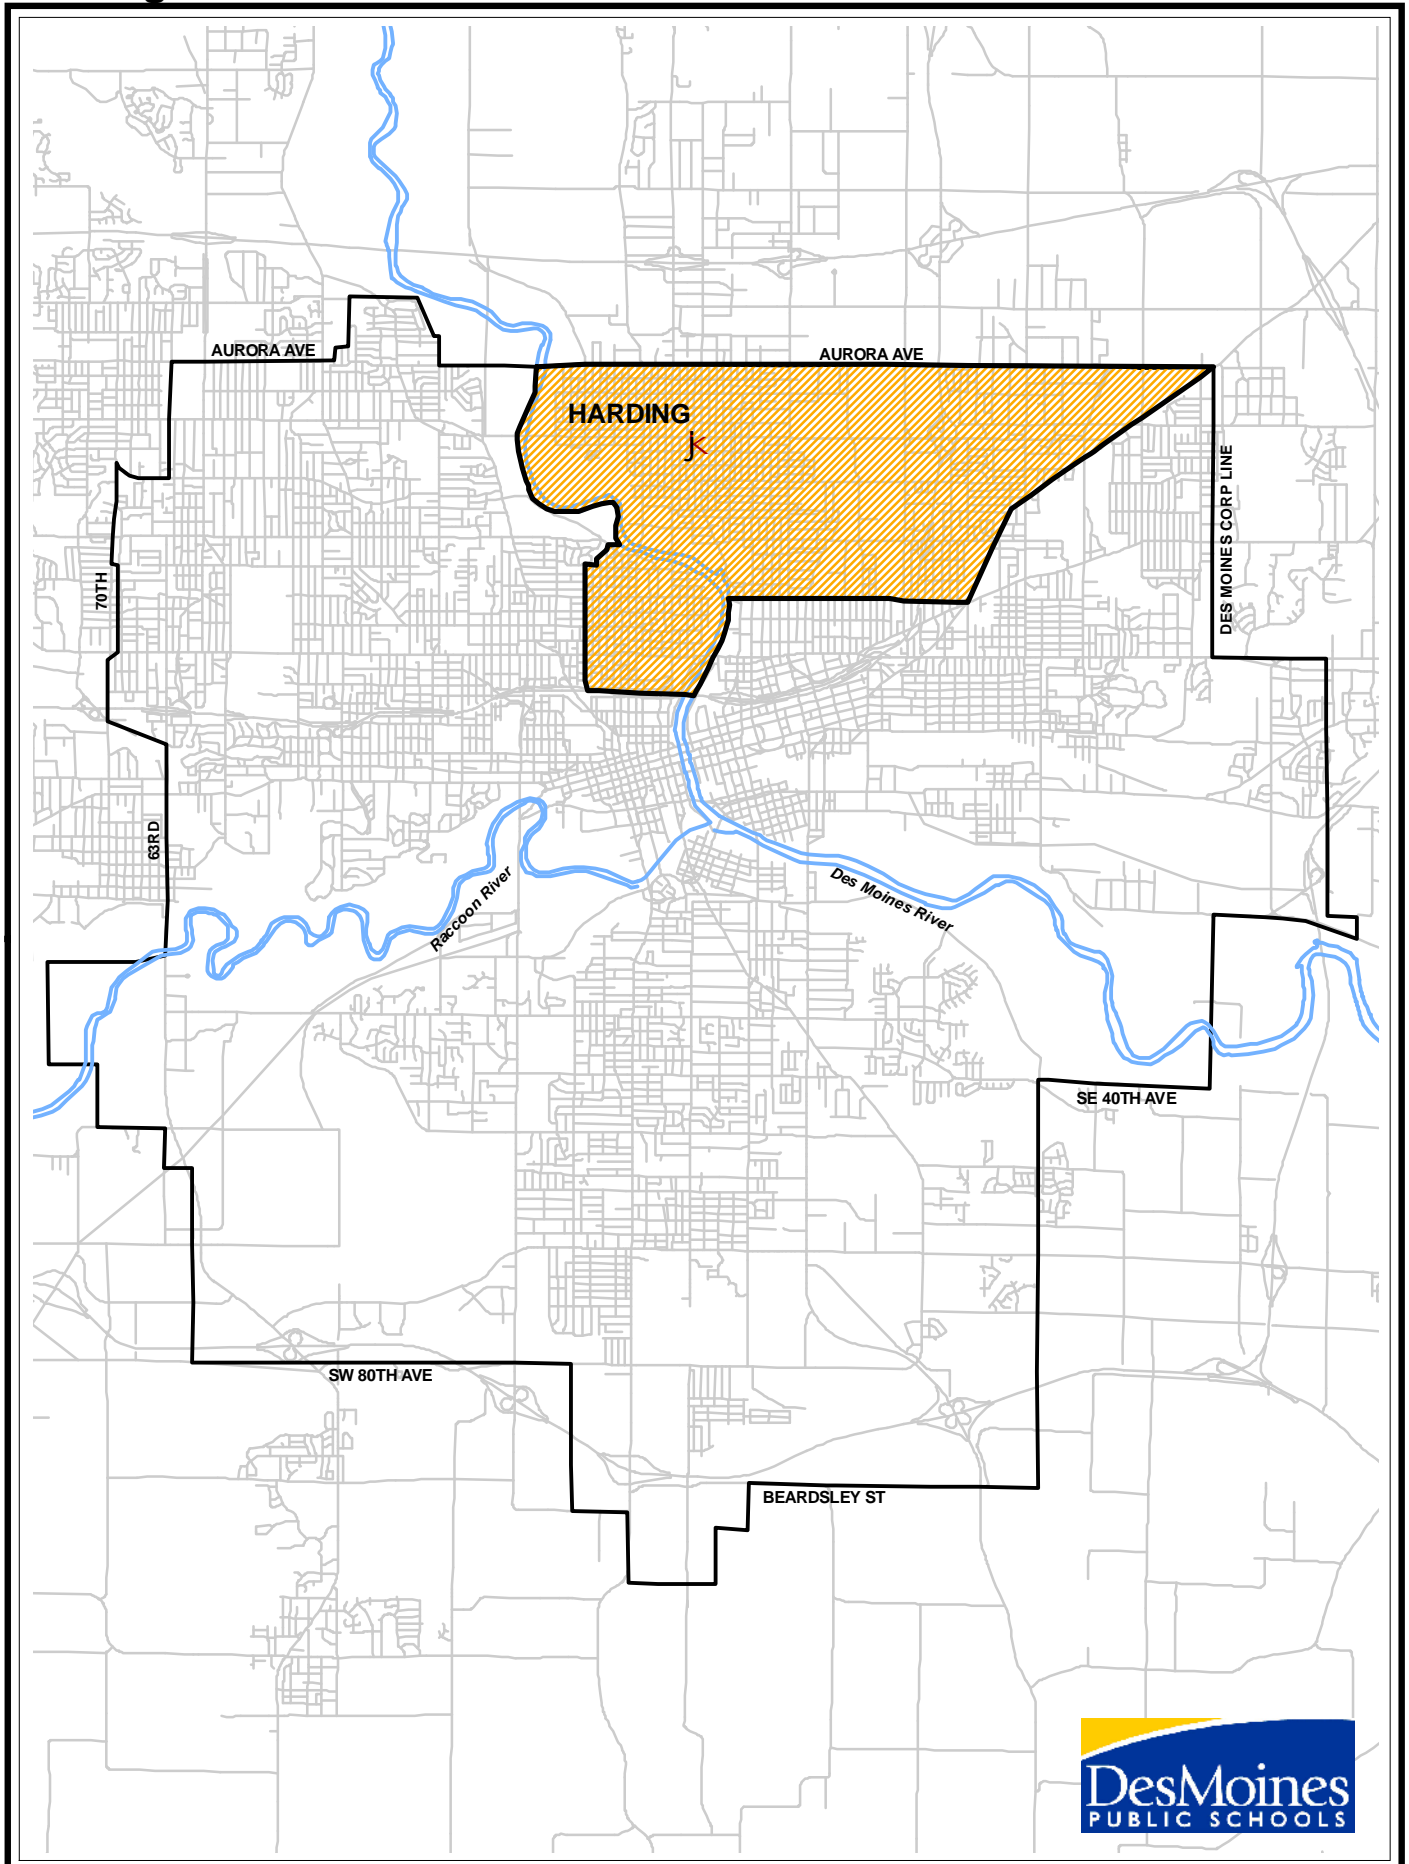 AURORA AVE
AURORA AVE
HARDING
jk
DES MOINES CORP LINE
70TH
63RD
Raccoon River
Des Moines River
SE 40TH AVE
SW 80TH AVE
BEARDSLEY ST
DesMoines
PUBLIC SCHOOLS